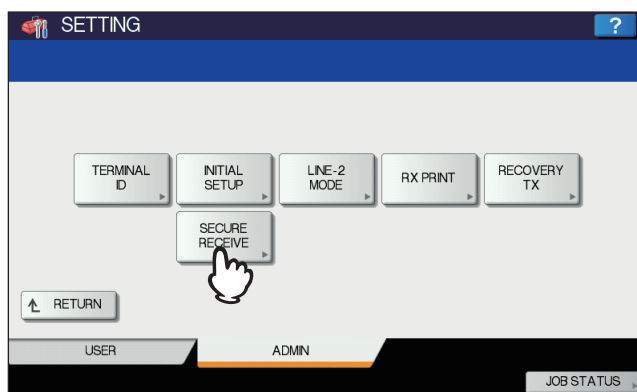 SETTING
?
TERMINAL
ID
INITIAL
SETUP
LINE-2
MODE
RX PRINT
RECOVERY
TX
SECURE
RECEIVE
RETURN
USER
ADMIN
JOB STATUS